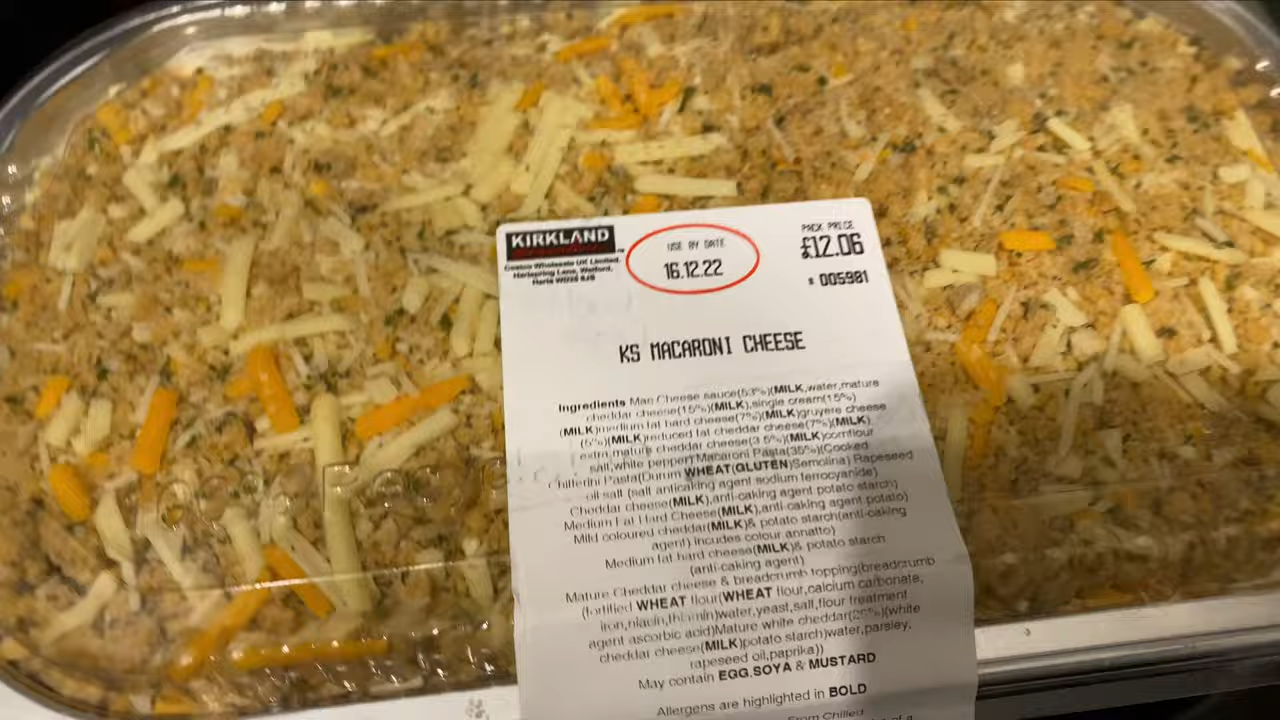 KIRKLAND
Costco Wholesale UK Limited,
Hartspring Lane, Watford,
Herts WD25 8JS
USE BY DATE
16.12.22
PACK PRICE
£12.06
# 005981
KS MACARONI CHEESE
Ingredients Mac Cheese sauce(53%)(MILK,water,mature
cheddar cheese(15%)(MILK),single cream(15%)
(MILK)medium fat hard cheese(7%)(MILK)gruyere cheese
(5%)(MILK)reduced fat cheddar cheese(7%)(MILK)
extra mature cheddar cheese(3.5%)(MILK)cornflour
salt,white pepper) Macaroni Pasta(35%)(Cooked
Chifferini Pasta(Durum WHEAT(GLUTEN)Semolina) Rapeseed
oil salt (salt anticaking agent sodium ferrocyanide)
Cheddar cheese(MILK),anti-caking agent potato starch)
Medium Fat Hard Cheese(MILK),anti-caking agent,potato)
Mild coloured cheddar(MILK)& potato starch(anti-caking
agent) incudes colour,annatto)
Medium fat hard cheese(MILK)& potato starch
(anti-caking agent)
Mature Cheddar cheese & breadcrumb topping(breadcrumb
(fortified WHEAT flour(WHEAT flour,calcium carbonate,
iron,niacin,thiamin)water,yeast,salt,flour treatment
agent ascorbic acid)Mature white cheddar(26%)(white
cheddar cheese(MILK)potato starch)water,parsley,
rapeseed oil,paprika))
May contain EGG,SOYA & MUSTARD
Allergens are highlighted in BOLD
From Chilled